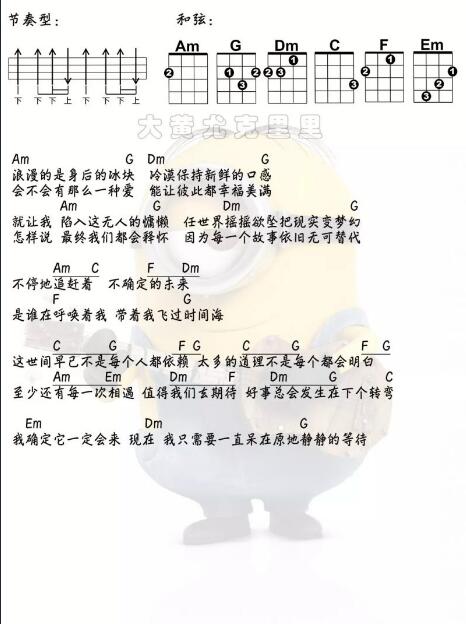 节奏型： 和弦：
Am G Dm C F Em
下 下 下 上 下 下 下 上
大黄尤克里里
Am G Dm G
浪漫的是身后的冰块 冷漠保持新鲜的口感
会不会有那么一种爱 能让彼此都幸福美满
Am G Dm G
就让我 陷入这无人的慵懒 任世界摇摇欲坠把现实变梦幻
怎样说 最终我们都会释怀 因为每一个故事依旧无可替代
Am C F Dm
不停地追赶着 不确定的未来
F G
是谁在呼唤着我 带着我飞过时间海
C G F G C G F G
这世间早已不是每个人都依赖 太多的道理不是每个都会明白
Am Em Dm F Dm G C
至少还有每一次相遇 值得我们去期待 好事总会发生在下个转弯
Em Dm G
我确定它一定会来 现在 我只需要一直呆在原地静静的等待